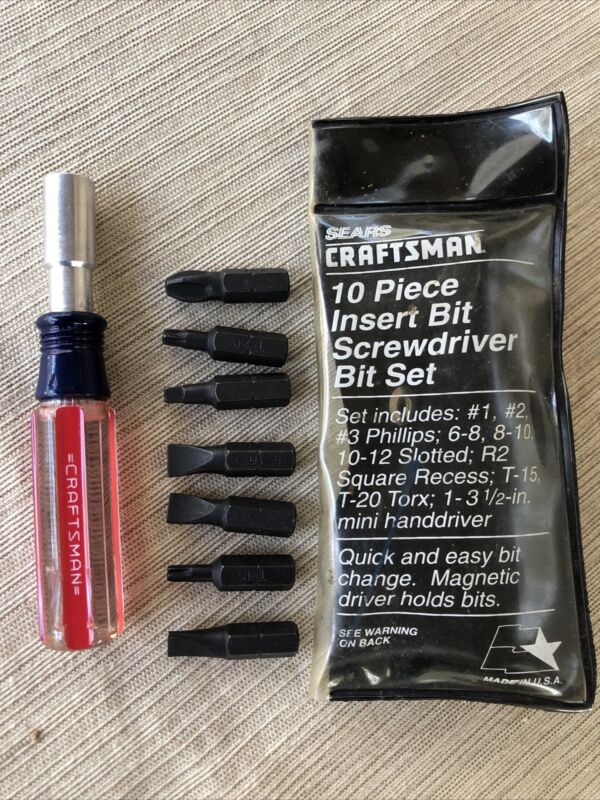 SEARS
CRAFTSMAN
10 Piece
Insert Bit
Screwdriver
Bit Set
Set includes: #1, #2,
#3 Phillips; 6-8, 8-10,
10-12 Slotted; R2
Square Recess; T-15,
T-20 Torx; 1- 3 1/2-in.
mini handdriver
Quick and easy bit
change. Magnetic
driver holds bits.
SEE WARNING
ON BACK
MADE IN U.S.A.
=CRAFTSMAN=
T-20
T-15